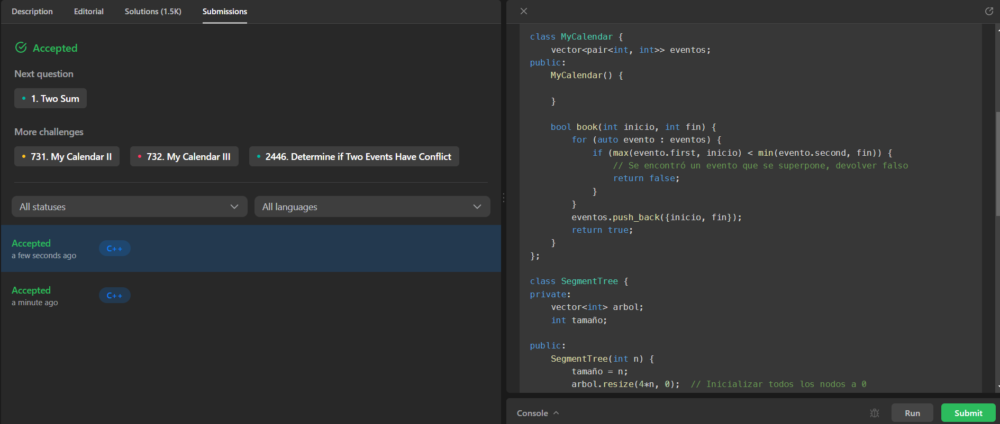 Description Editorial Solutions (1.5K) Submissions
Accepted
Next question
1. Two Sum
More challenges
731. My Calendar II 732. My Calendar III 2446. Determine if Two Events Have Conflict
All statuses All languages
Accepted
a few seconds ago
C++
Accepted
a minute ago
C++
class MyCalendar {
    vector<pair<int, int>> eventos;
public:
    MyCalendar() {
    }
    bool book(int inicio, int fin) {
        for (auto evento : eventos) {
            if (max(evento.first, inicio) < min(evento.second, fin)) {
                // Se encontró un evento que se superpone, devolver falso
                return false;
            }
        }
        eventos.push_back({inicio, fin});
        return true;
    }
};
class SegmentTree {
private:
    vector<int> arbol;
    int tamaño;
public:
    SegmentTree(int n) {
        tamaño = n;
        arbol.resize(4*n, 0);  // Inicializar todos los nodos a 0
Console Run Submit